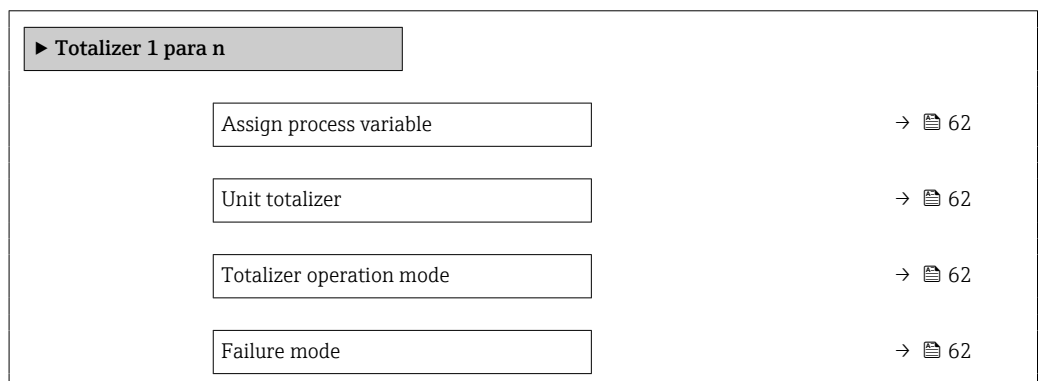 ▶ Totalizer 1 para n
Assign process variable → 62
Unit totalizer → 62
Totalizer operation mode → 62
Failure mode → 62